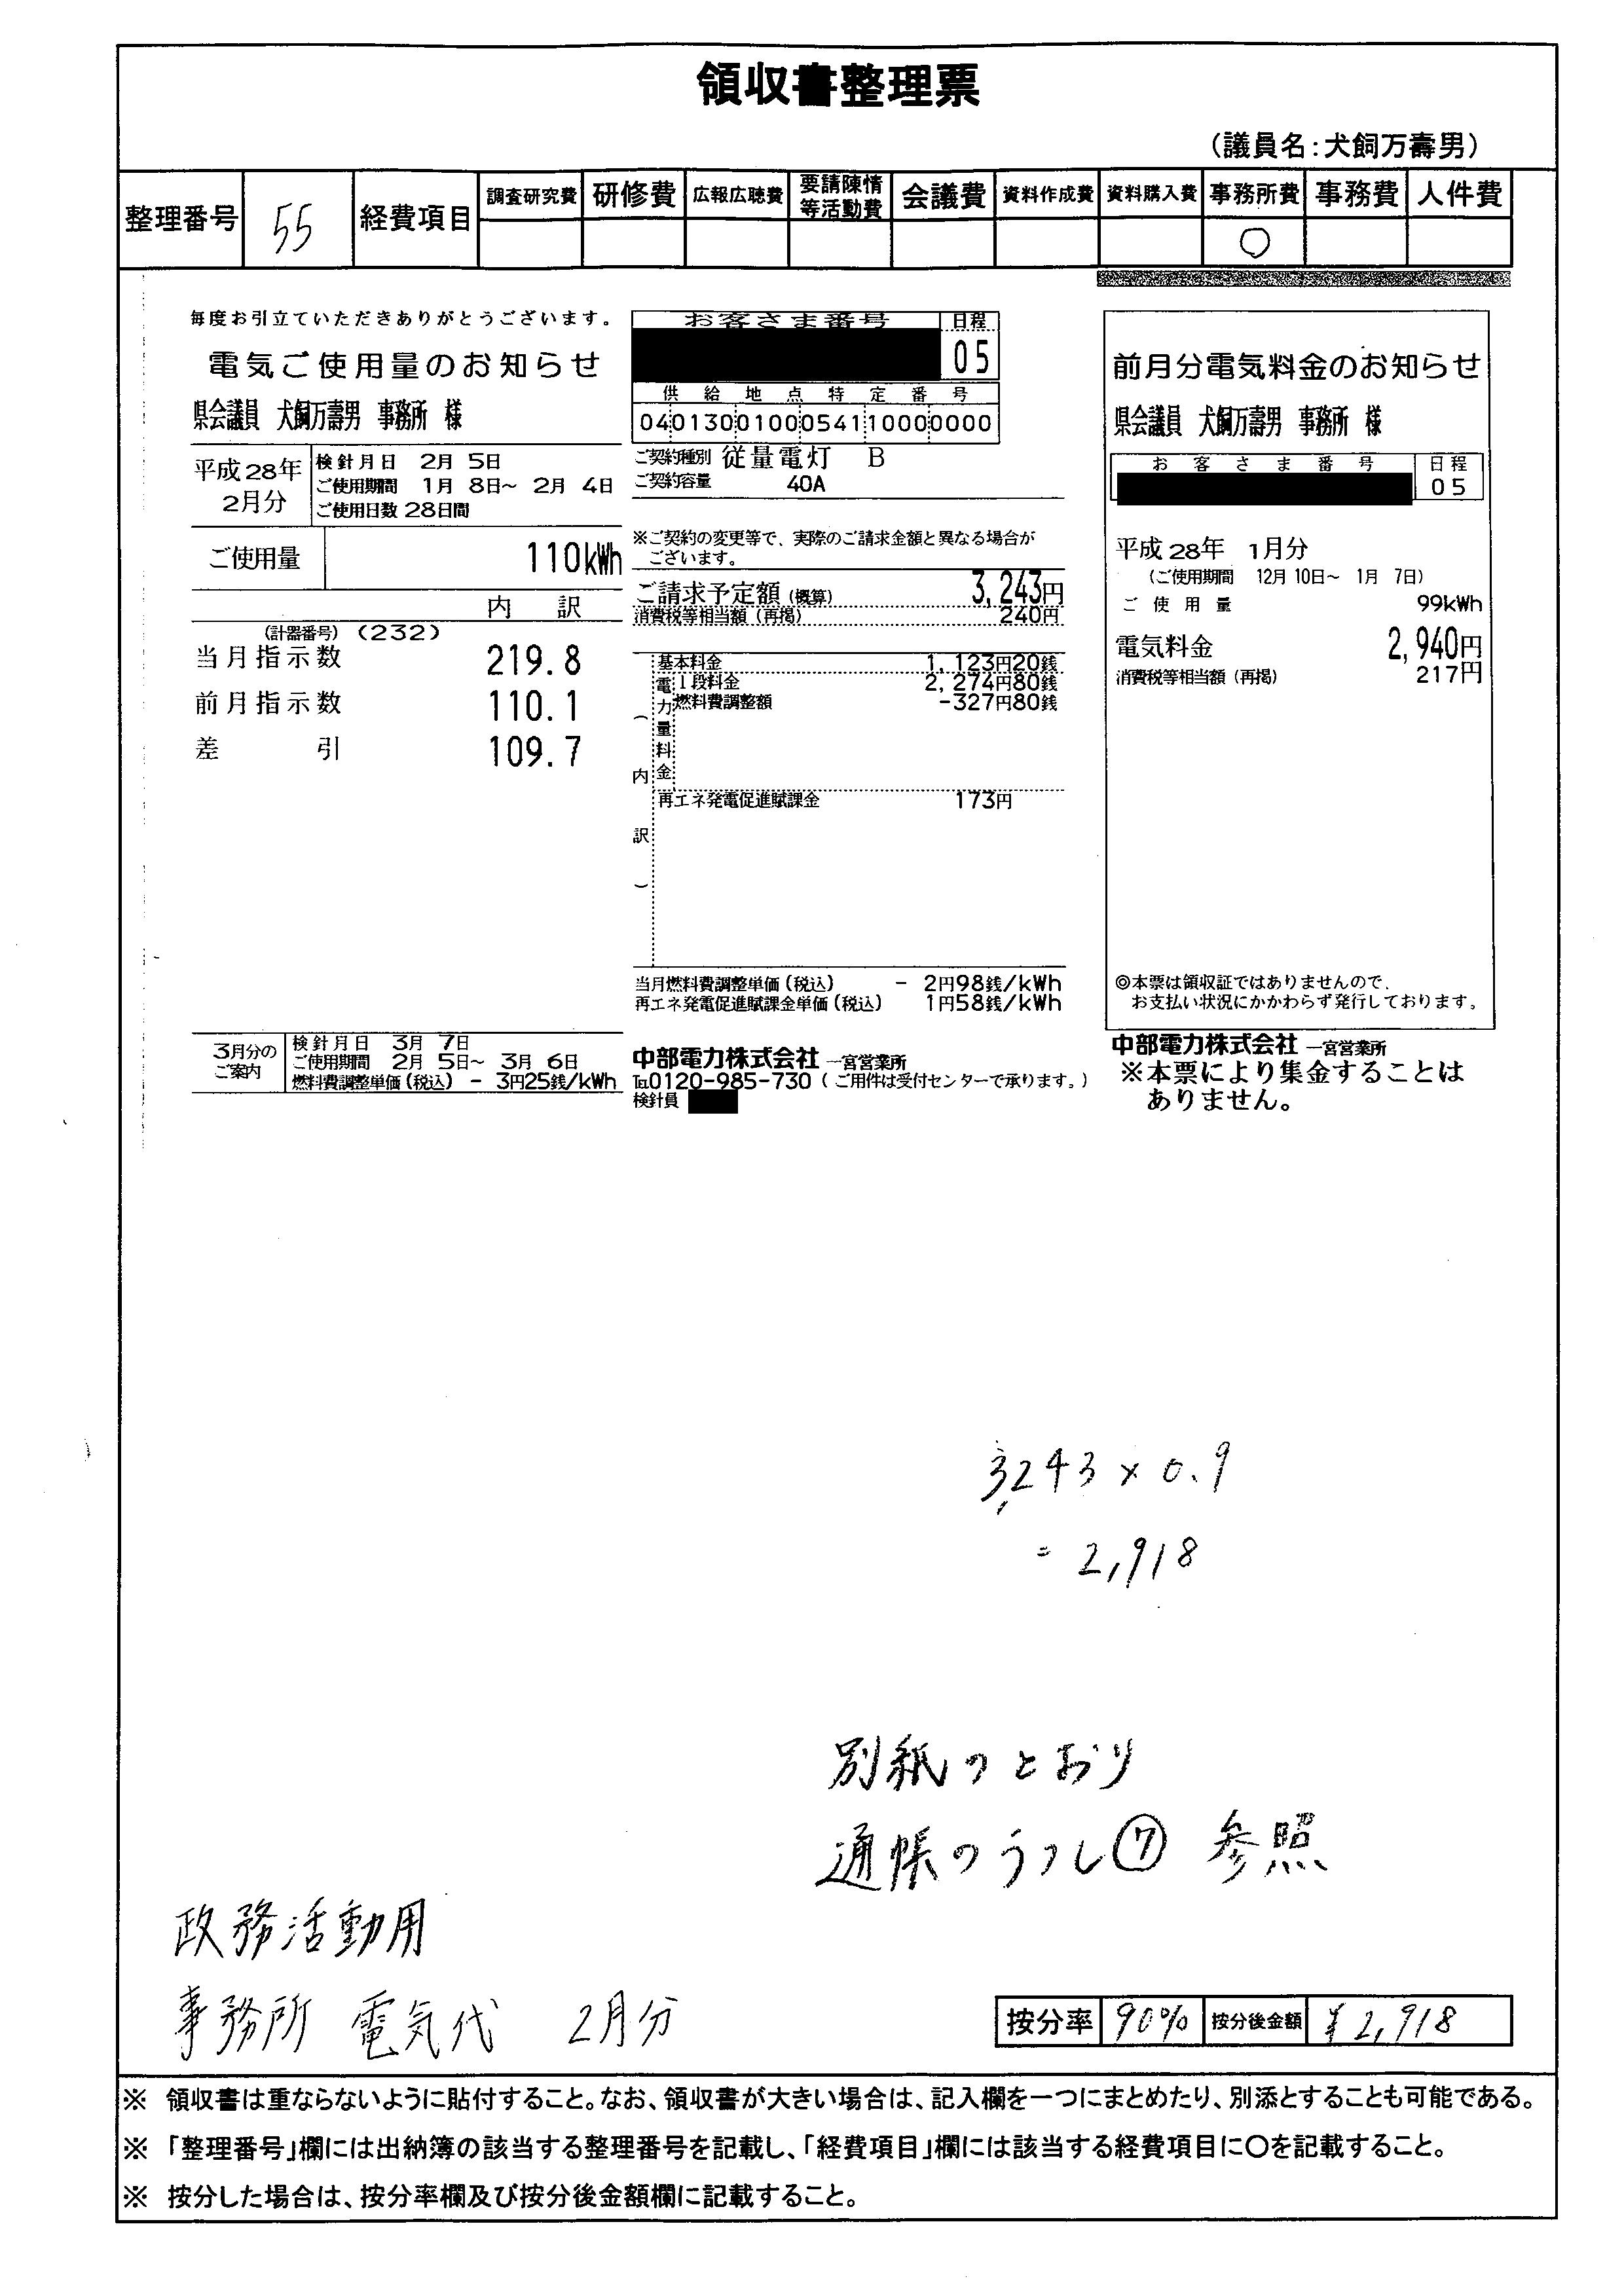 領収書整理票
(議員名:犬飼万壽男)
整理番号 55 経費項目 調査研究費 研修費 広報広聴費 要請陳情等活動費 会議費 資料作成費 資料購入費 事務所費 事務費 人件費
○
毎度お引立ていただきありがとうございます。
電気ご使用量のお知らせ
県会議員 犬飼万壽男 事務所 様
平成28年
2月分
検針月日 2月 5日
ご使用期間 1月 8日~ 2月 4日
ご使用日数 28日間
ご使用量 110kWh
内 訳
(計器番号) (232)
当月指示数 219.8
前月指示数 110.1
差 引 109.7
3月分の
ご案内
検針月日 3月 7日
ご使用期間 2月 5日~ 3月 6日
燃料費調整単価(税込) - 3円25銭/kWh
お客さま番号 日程
05
供給地点特定番号
04 0130 0100 0541 1000 0000
ご契約種別 従量電灯 B
ご契約容量 40A
※ご契約の変更等で、実際のご請求金額と異なる場合が
ございます。
ご請求予定額(概算) 3,243円
消費税等相当額(再掲) 240円
(内訳)
基本料金 1,123円20銭
電力量料金
1段料金 2,274円80銭
燃料費調整額 -327円80銭
再エネ発電促進賦課金 173円
当月燃料費調整単価(税込) - 2円98銭/kWh
再エネ発電促進賦課金単価(税込) 1円58銭/kWh
中部電力株式会社 一宮営業所
℡0120-985-730 (ご用件は受付センターで承ります。)
検針員
前月分電気料金のお知らせ
県会議員 犬飼万壽男 事務所 様
お客さま番号 日程
05
平成28年 1月分
(ご使用期間 12月10日~ 1月 7日)
ご使用量 99kWh
電気料金 2,940円
消費税等相当額(再掲) 217円
◎本票は領収証ではありませんので、
お支払い状況にかかわらず発行しております。
中部電力株式会社 一宮営業所
※本票により集金することは
ありません。
3,243 × 0.9
= 2,918
別紙のとおり
通帳のうつし⑦ 参照
政務活動用
事務所 電気代 2月分
按分率 90% 按分後金額 ¥2,918
※ 領収書は重ならないように貼付すること。なお、領収書が大きい場合は、記入欄を一つにまとめたり、別添とすることも可能である。
※ 「整理番号」欄には出納簿の該当する整理番号を記載し、「経費項目」欄には該当する経費項目に○を記載すること。
※ 按分した場合は、按分率欄及び按分後金額欄に記載すること。